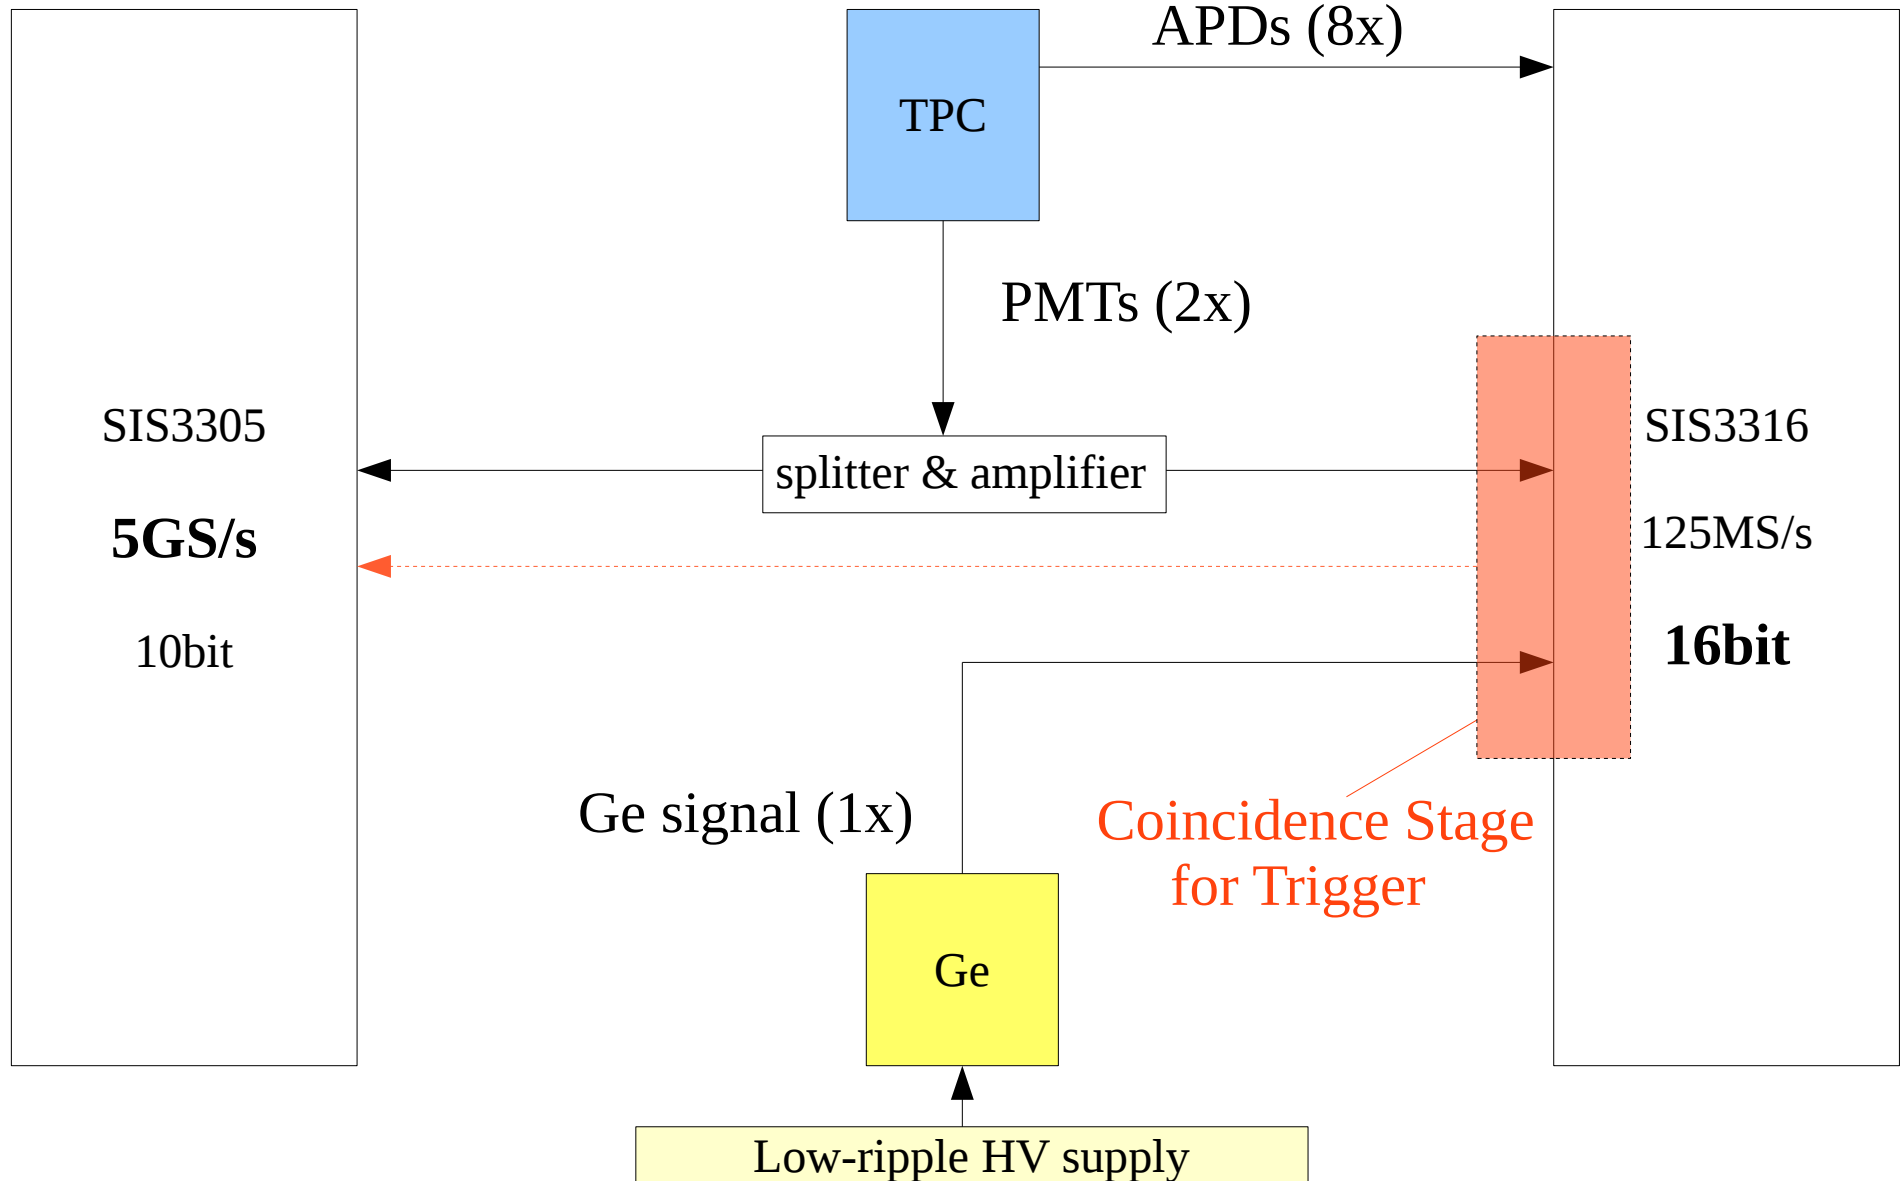 APDs (8x)
TPC
PMTs (2x)
SIS3305
5GS/s
10bit
splitter & amplifier
SIS3316
125MS/s
16bit
Ge signal (1x)
Coincidence Stage
for Trigger
Ge
Low-ripple HV supply